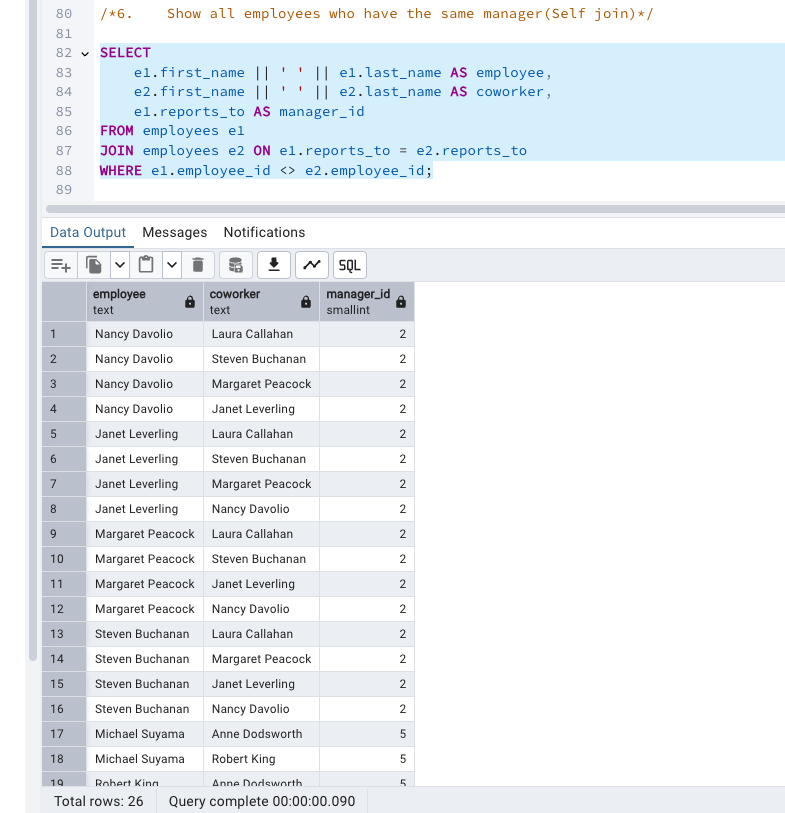 80 /*6.    Show all employees who have the same manager(Self join)*/
81
82 SELECT
83     e1.first_name || ' ' || e1.last_name AS employee,
84     e2.first_name || ' ' || e2.last_name AS coworker,
85     e1.reports_to AS manager_id
86 FROM employees e1
87 JOIN employees e2 ON e1.reports_to = e2.reports_to
88 WHERE e1.employee_id <> e2.employee_id;
89
Data Output Messages Notifications
SQL
employee coworker manager_id
text text smallint
1 Nancy Davolio Laura Callahan 2
2 Nancy Davolio Steven Buchanan 2
3 Nancy Davolio Margaret Peacock 2
4 Nancy Davolio Janet Leverling 2
5 Janet Leverling Laura Callahan 2
6 Janet Leverling Steven Buchanan 2
7 Janet Leverling Margaret Peacock 2
8 Janet Leverling Nancy Davolio 2
9 Margaret Peacock Laura Callahan 2
10 Margaret Peacock Steven Buchanan 2
11 Margaret Peacock Janet Leverling 2
12 Margaret Peacock Nancy Davolio 2
13 Steven Buchanan Laura Callahan 2
14 Steven Buchanan Margaret Peacock 2
15 Steven Buchanan Janet Leverling 2
16 Steven Buchanan Nancy Davolio 2
17 Michael Suyama Anne Dodsworth 5
18 Michael Suyama Robert King 5
19 Robert King Anne Dodsworth 5
Total rows: 26 Query complete 00:00:00.090